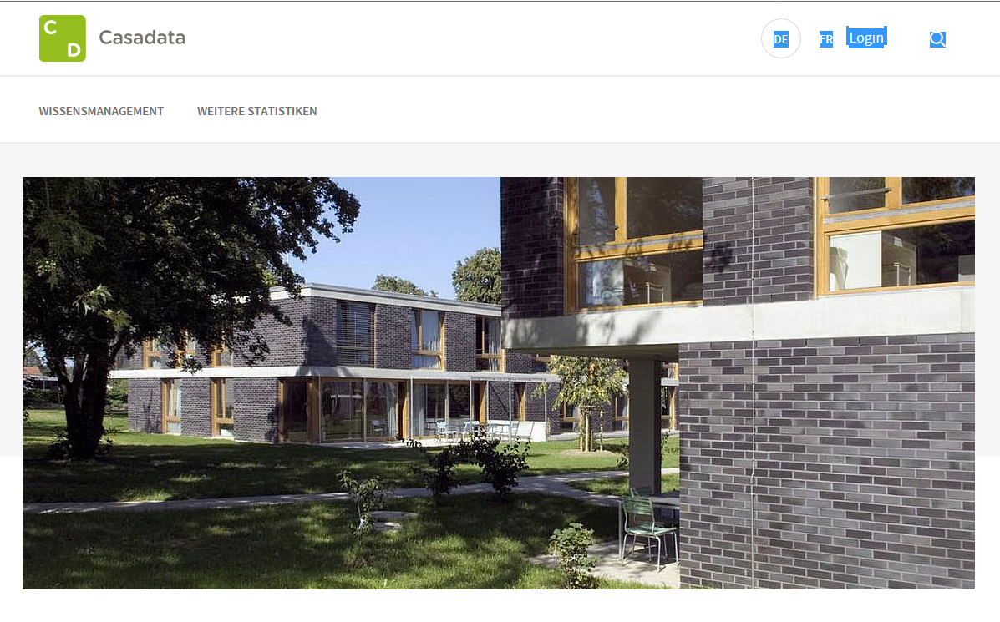 C
D
Casadata
DE FR Login
WISSENSMANAGEMENT WEITERE STATISTIKEN